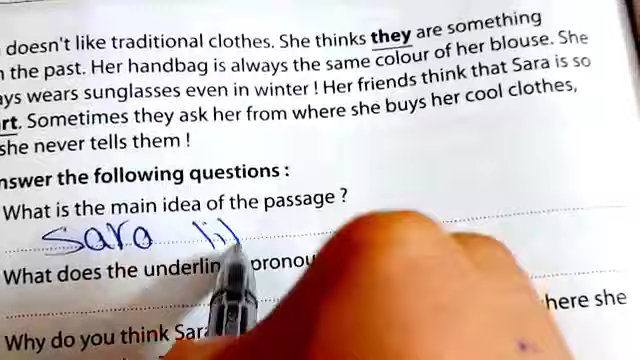 doesn't like traditional clothes. She thinks they are something
the past. Her handbag is always the same colour of her blouse. She
ays wears sunglasses even in winter ! Her friends think that Sara is so
rt. Sometimes they ask her from where she buys her cool clothes,
she never tells them !
nswer the following questions :
What is the main idea of the passage ?
Sara
What does the underlin pronou
here she
Why do you think Sara